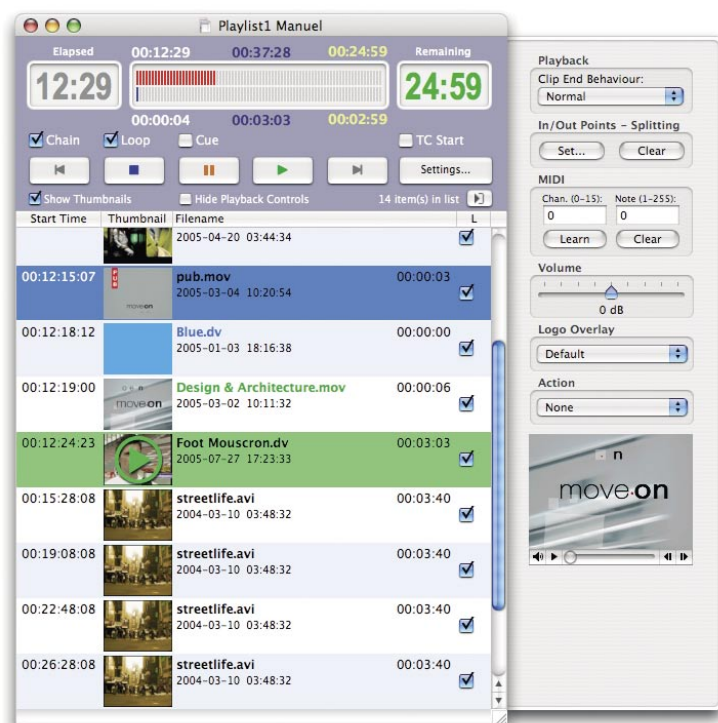 Playlist1 Manuel
Elapsed 00:12:29 00:37:28 00:24:59 Remaining
12:29 24:59
00:00:04 00:03:03 00:02:59
Chain Loop Cue TC Start
Settings...
Show Thumbnails Hide Playback Controls 14 item(s) in list
Start Time Thumbnail Filename L
2005-04-20 03:44:34
00:12:15:07 PUB move·on pub.mov 00:00:03
2005-03-04 10:20:54
00:12:18:12 Blue.dv 00:00:00
2005-01-03 18:16:38
00:12:19:00 move·on Design & Architecture.mov 00:00:06
2005-03-02 10:11:32
00:12:24:23 Foot Mouscron.dv 00:03:03
2005-07-27 17:23:33
00:15:28:08 streetlife.avi 00:03:40
2004-03-10 03:48:32
00:19:08:08 streetlife.avi 00:03:40
2004-03-10 03:48:32
00:22:48:08 streetlife.avi 00:03:40
2004-03-10 03:48:32
00:26:28:08 streetlife.avi 00:03:40
2004-03-10 03:48:32
Playback
Clip End Behaviour:
Normal
In/Out Points - Splitting
Set... Clear
MIDI
Chan. (0-15): Note (1-255):
0 0
Learn Clear
Volume
0 dB
Logo Overlay
Default
Action
None
n
move·on